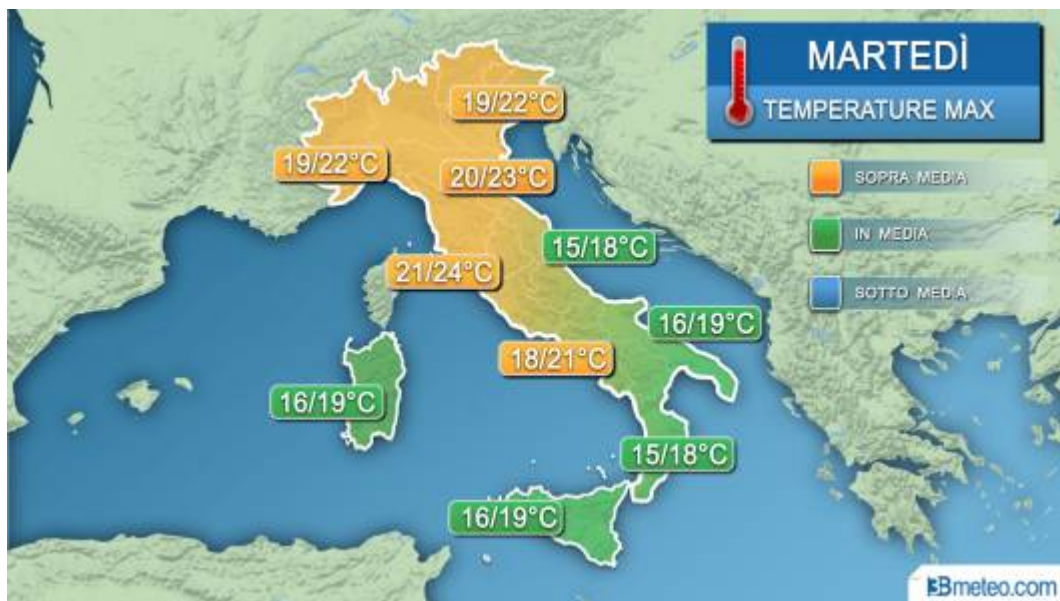 MARTEDÌ
TEMPERATURE MAX
SOPRA MEDIA
IN MEDIA
SOTTO MEDIA
19/22°C
19/22°C
20/23°C
15/18°C
21/24°C
16/19°C
18/21°C
16/19°C
15/18°C
16/19°C
3Bmeteo.com